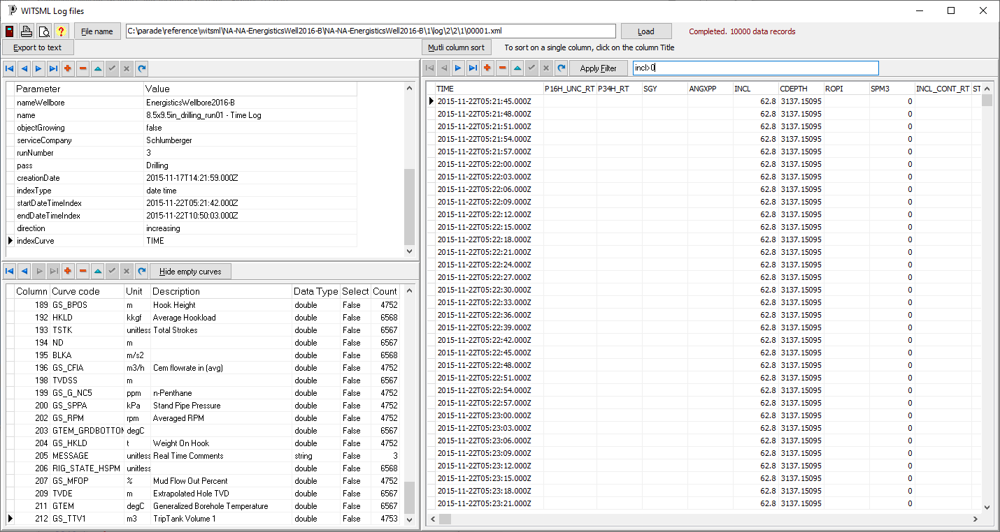 WITSML Log files
File name C:\parade\reference\witsml\NA-NA-EnergisticsWell2016-B\NA-NA-EnergisticsWell2016-B\1\log\2\2\1\00001.xml Load Completed. 10000 data records
Export to text Mutli column sort To sort on a single column, click on the column Title
Apply Filter incl>0
Parameter Value
nameWellbore EnergisticsWellbore2016-B
name 8.5x9.5in_drilling_run01 - Time Log
objectGrowing false
serviceCompany Schlumberger
runNumber 3
pass Drilling
creationDate 2015-11-17T14:21:59.000Z
indexType date time
startDateTimeIndex 2015-11-22T05:21:42.000Z
endDateTimeIndex 2015-11-22T10:50:03.000Z
direction increasing
indexCurve TIME
Hide empty curves
Column Curve code Unit Description Data Type Select Count
189 GS_BPOS m Hook Height double False 4752
192 HKLD kkgf Average Hookload double False 6568
193 TSTK unitless Total Strokes double False 6567
194 ND m double False 6567
195 BLKA m/s2 double False 6568
196 GS_CFIA m3/h Cem flowrate in (avg) double False 4752
198 TVDSS m double False 6567
199 GS_G_NC5 ppm n-Penthane double False 4752
200 GS_SPPA kPa Stand Pipe Pressure double False 4752
202 GS_RPM rpm Averaged RPM double False 4752
203 GTEM_GRDBOTTOM degC double False 6567
204 GS_HKLD t Weight On Hook double False 4752
205 MESSAGE unitless Real Time Comments string False 3
206 RIG_STATE_HSPM unitless double False 6568
207 GS_MFOP % Mud Flow Out Percent double False 4752
209 TVDE m Extrapolated Hole TVD double False 6567
211 GTEM degC Generalized Borehole Temperature double False 6567
212 GS_TTV1 m3 TripTank Volume 1 double False 4753
TIME P16H_UNC_RT P34H_RT SGY ANGXPP INCL CDEPTH ROPI SPM3 INCL_CONT_RT ST
2015-11-22T05:21:45.000Z 62.8 3137.15095 0
2015-11-22T05:21:48.000Z 62.8 3137.15095 0
2015-11-22T05:21:51.000Z 62.8 3137.15095 0
2015-11-22T05:21:54.000Z 62.8 3137.15095 0
2015-11-22T05:21:57.000Z 62.8 3137.15095 0
2015-11-22T05:22:00.000Z 62.8 3137.15095 0
2015-11-22T05:22:03.000Z 62.8 3137.15095 0
2015-11-22T05:22:06.000Z 62.8 3137.15095 0
2015-11-22T05:22:09.000Z 62.8 3137.15095 0
2015-11-22T05:22:12.000Z 62.8 3137.15095 0
2015-11-22T05:22:15.000Z 62.8 3137.15095 0
2015-11-22T05:22:18.000Z 62.8 3137.15095 0
2015-11-22T05:22:21.000Z 62.8 3137.15095 0
2015-11-22T05:22:24.000Z 62.8 3137.15095 0
2015-11-22T05:22:27.000Z 62.8 3137.15095 0
2015-11-22T05:22:30.000Z 62.8 3137.15095 0
2015-11-22T05:22:33.000Z 62.8 3137.15095 0
2015-11-22T05:22:36.000Z 62.8 3137.15095 0
2015-11-22T05:22:39.000Z 62.8 3137.15095 0
2015-11-22T05:22:42.000Z 62.8 3137.15095 0
2015-11-22T05:22:45.000Z 62.8 3137.15095 0
2015-11-22T05:22:48.000Z 62.8 3137.15095 0
2015-11-22T05:22:51.000Z 62.8 3137.15095 0
2015-11-22T05:22:54.000Z 62.8 3137.15095 0
2015-11-22T05:22:57.000Z 62.8 3137.15095 0
2015-11-22T05:23:00.000Z 62.8 3137.15095 0
2015-11-22T05:23:03.000Z 62.8 3137.15095 0
2015-11-22T05:23:06.000Z 62.8 3137.15095 0
2015-11-22T05:23:09.000Z 62.8 3137.15095 0
2015-11-22T05:23:12.000Z 62.8 3137.15095 0
2015-11-22T05:23:15.000Z 62.8 3137.15095 0
2015-11-22T05:23:18.000Z 62.8 3137.15095 0
2015-11-22T05:23:21.000Z 62.8 3137.15095 0